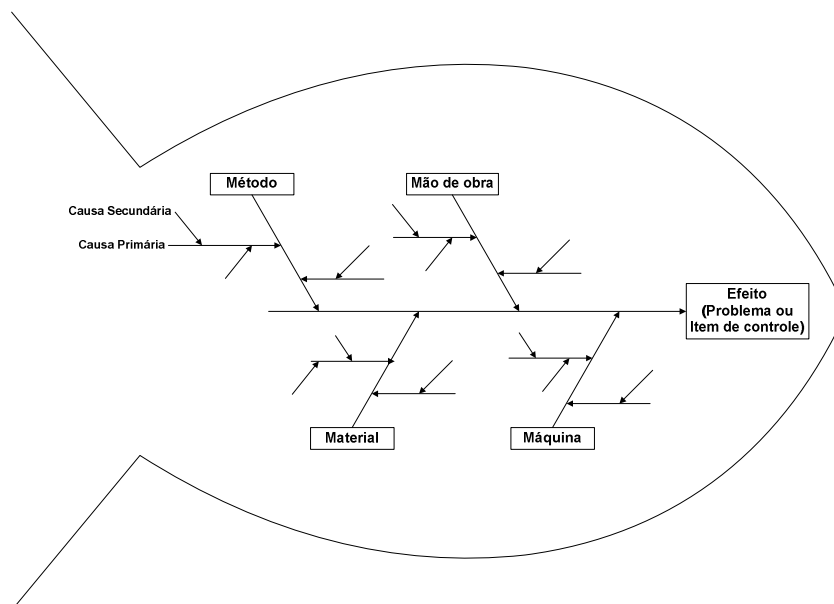 Método
Mão de obra
Causa Secundária
Causa Primária
Efeito
(Problema ou
Item de controle)
Material
Máquina